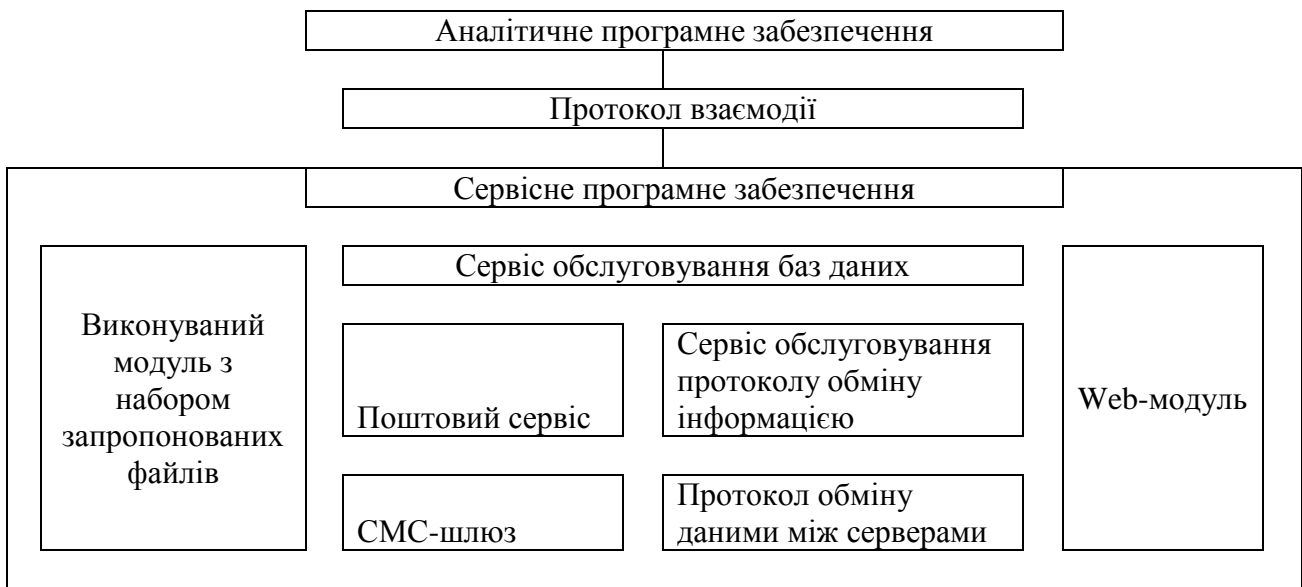 Аналітичне програмне забезпечення
Протокол взаємодії
Сервісне програмне забезпечення
Виконуваний
модуль з
набором
запропонованих
файлів
Сервіс обслуговування баз даних
Поштовий сервіс
Сервіс обслуговування
протоколу обміну
інформацією
СМС-шлюз
Протокол обміну
даними між серверами
Web-модуль